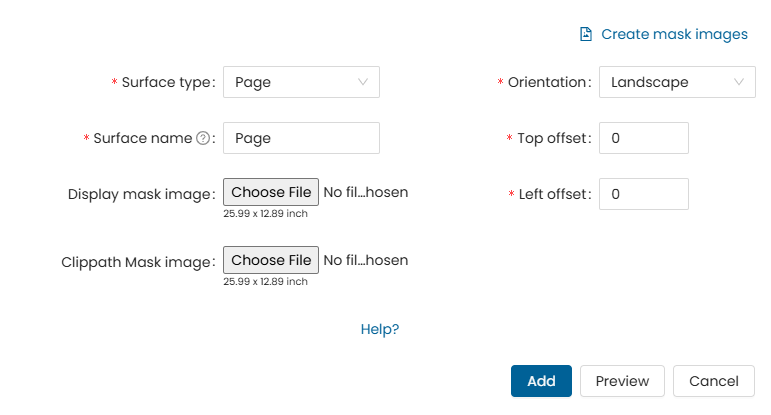 Create mask images
* Surface type: Page
* Orientation: Landscape
* Surface name ? : Page
* Top offset: 0
Display mask image: Choose File No fil...hosen
25.99 x 12.89 inch
* Left offset: 0
Clippath Mask image: Choose File No fil...hosen
25.99 x 12.89 inch
Help?
Add Preview Cancel